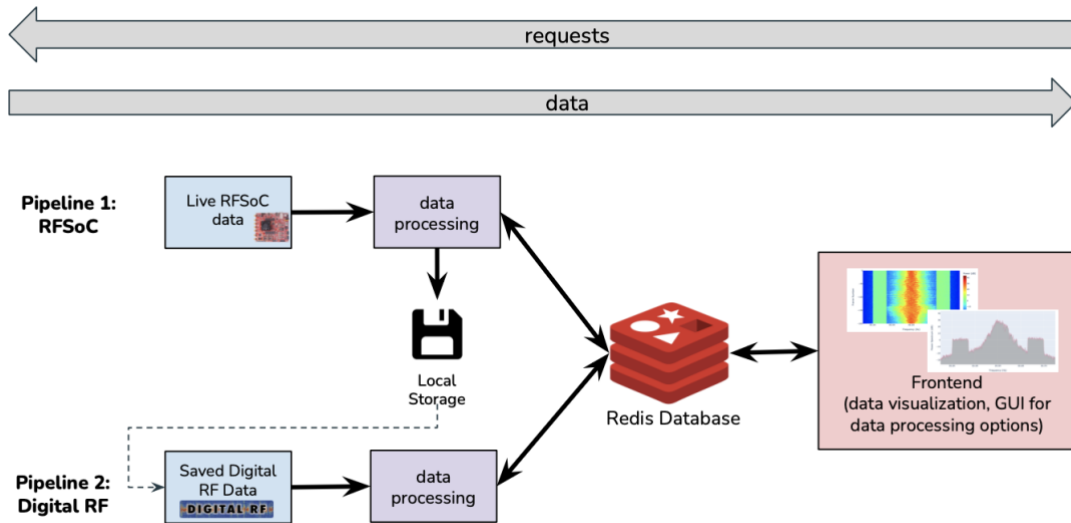 requests
data
Pipeline 1:
RFSoC
Live RFSoC
data
data
processing
Local
Storage
Redis Database
Frontend
(data visualization, GUI for
data processing options)
Pipeline 2:
Digital RF
Saved Digital
RF Data
DIGITAL RF
data
processing